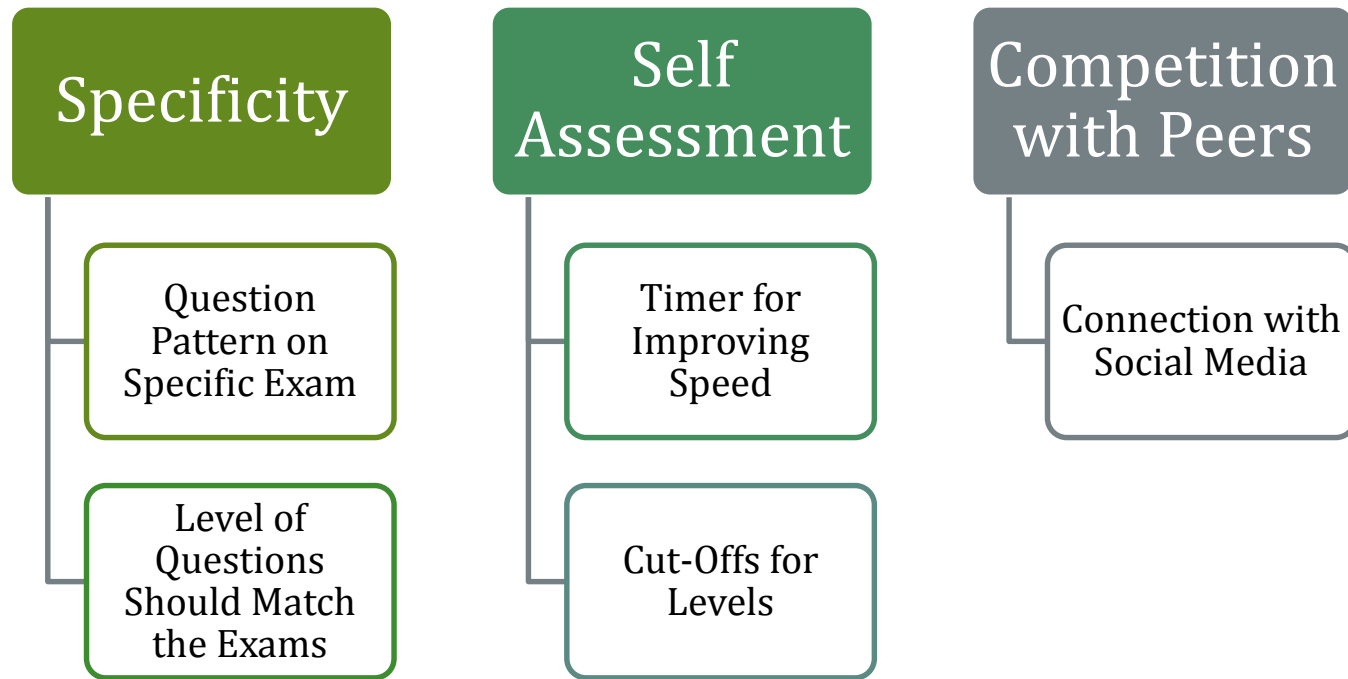 Specificity
Question
Pattern on
Specific Exam
Level of
Questions
Should Match
the Exams
Self
Assessment
Timer for
Improving
Speed
Cut-Offs for
Levels
Competition
with Peers
Connection with
Social Media